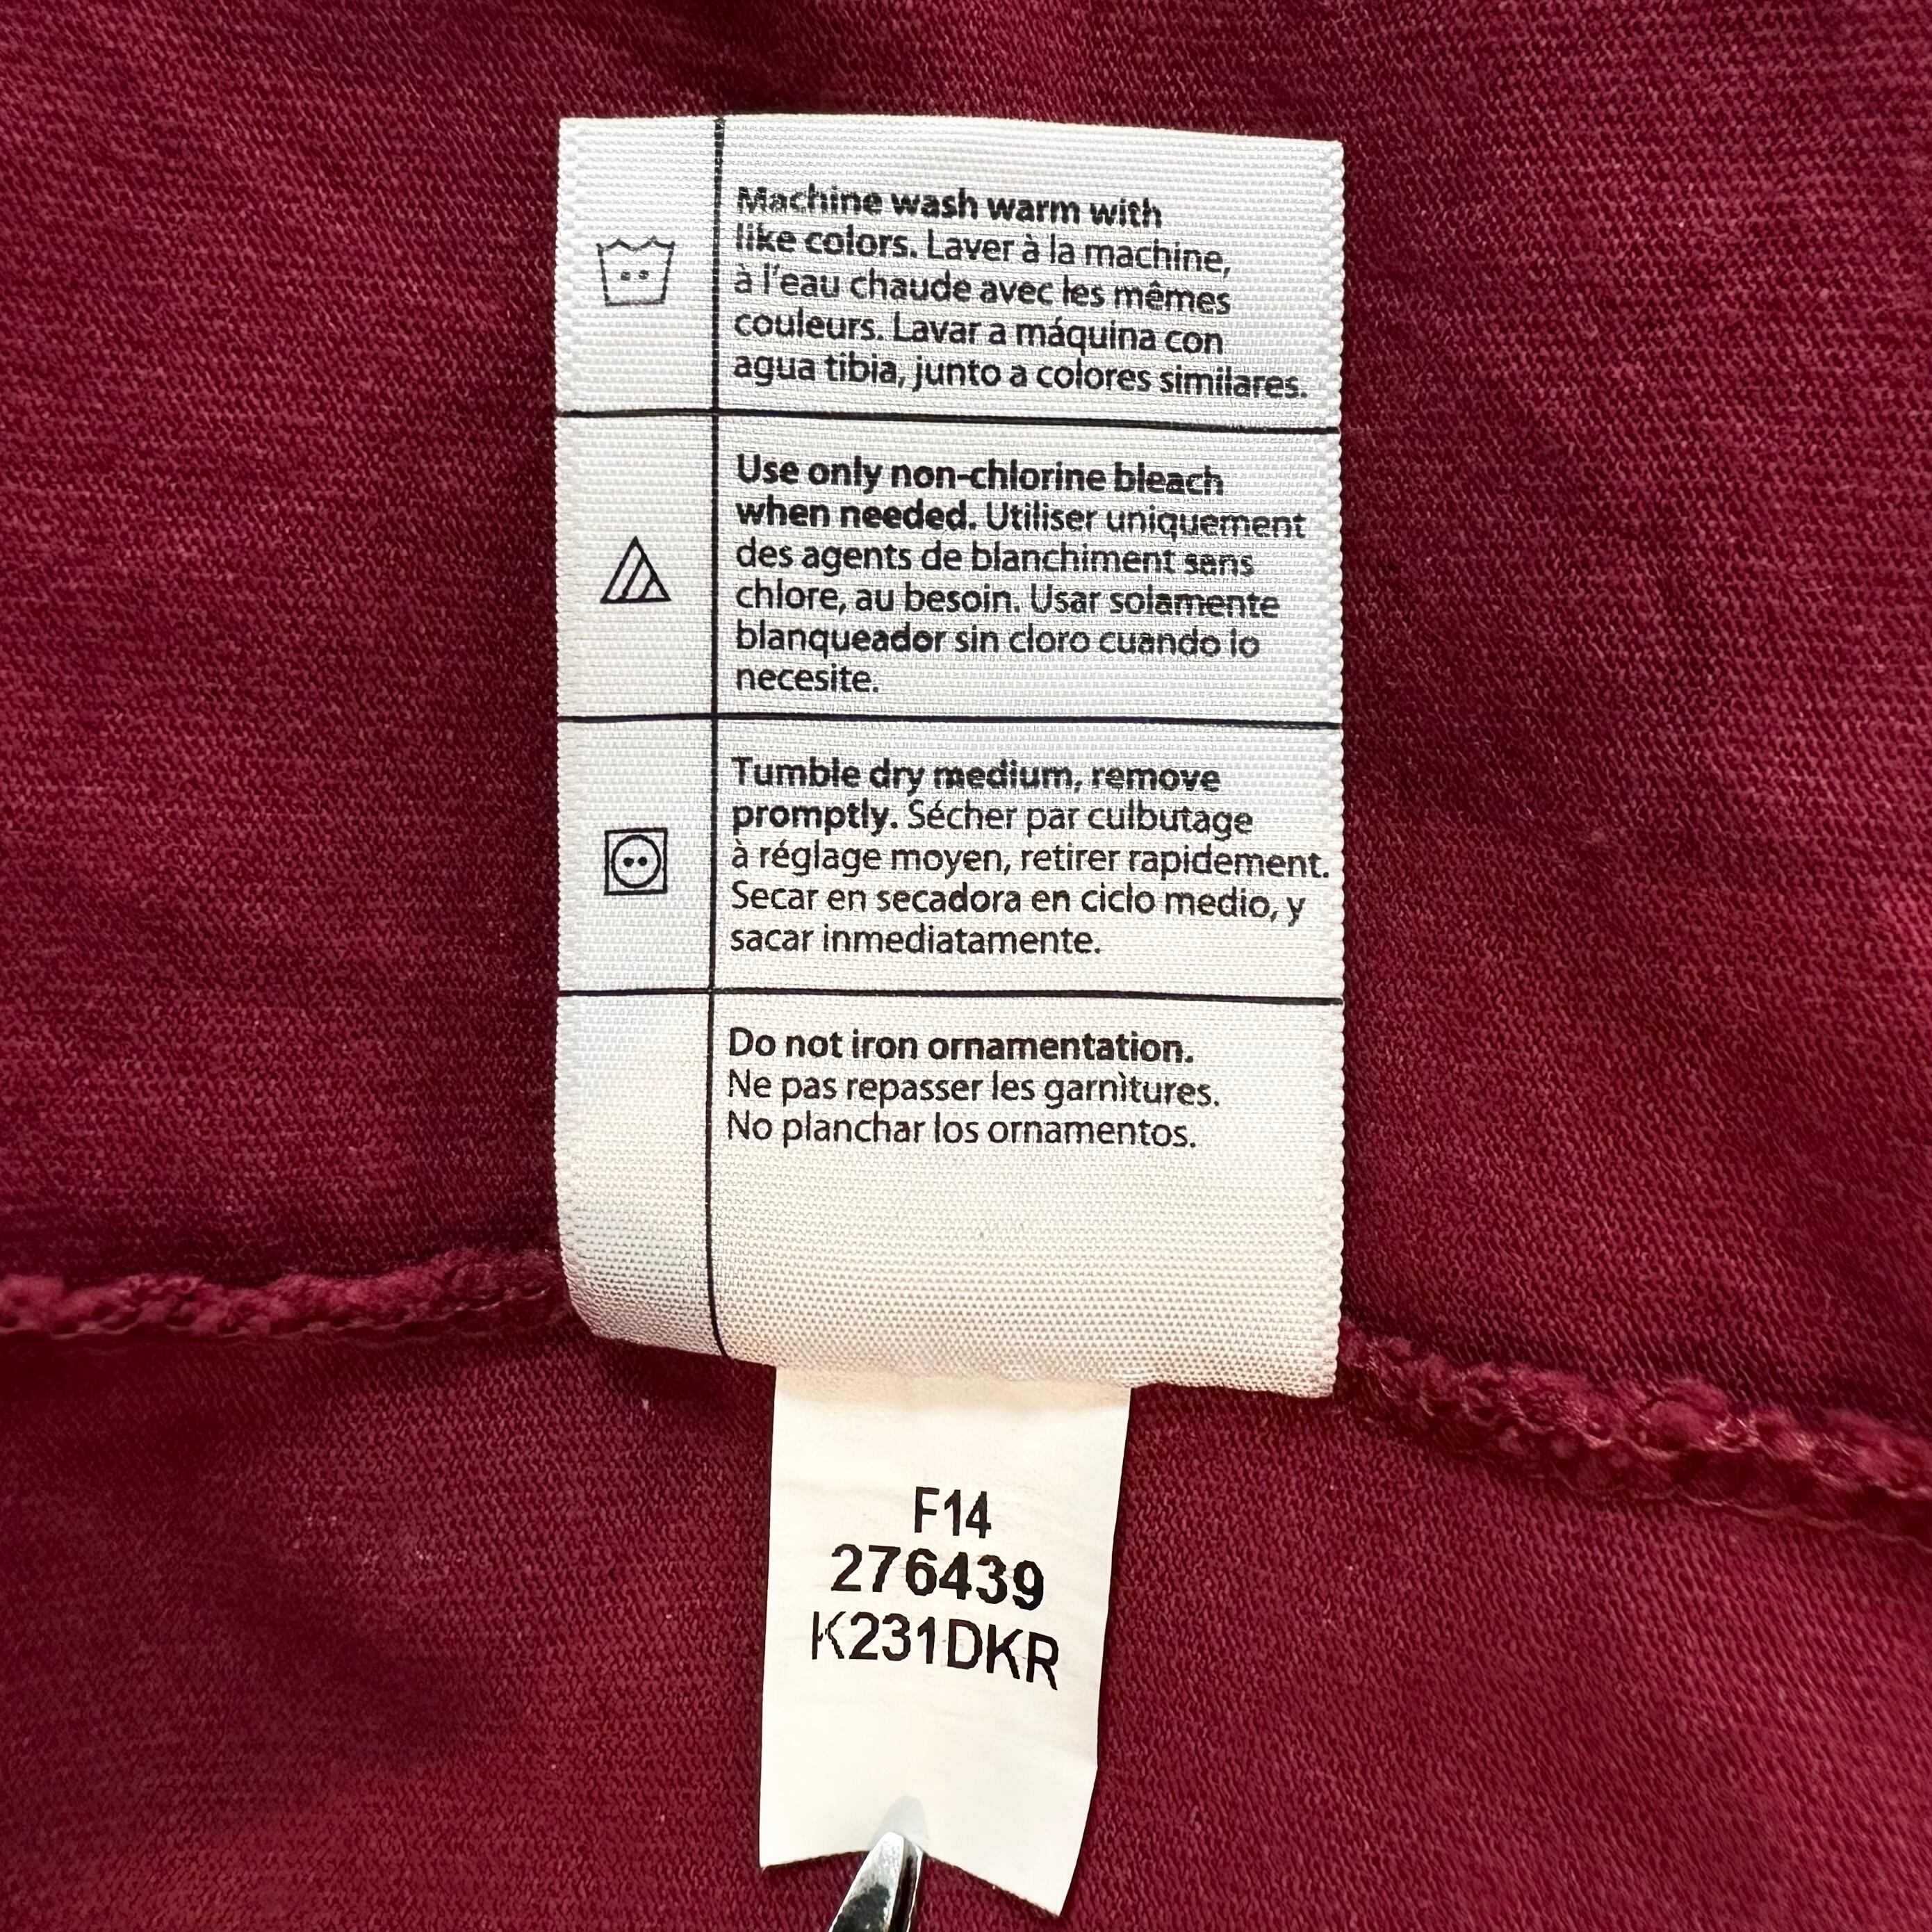 Machine wash warm with
like colors. Laver à la machine,
à l'eau chaude avec les mêmes
couleurs. Lavar a máquina con
agua tibia, junto a colores similares.
Use only non-chlorine bleach
when needed. Utiliser uniquement
des agents de blanchiment sans
chlore, au besoin. Usar solamente
blanqueador sin cloro cuando lo
necesite.
Tumble dry medium, remove
promptly. Sécher par culbutage
à réglage moyen, retirer rapidement.
Secar en secadora en ciclo medio, y
sacar inmediatamente.
Do not iron ornamentation.
Ne pas repasser les garnitures.
No planchar los ornamentos.
F14
276439
K231DKR